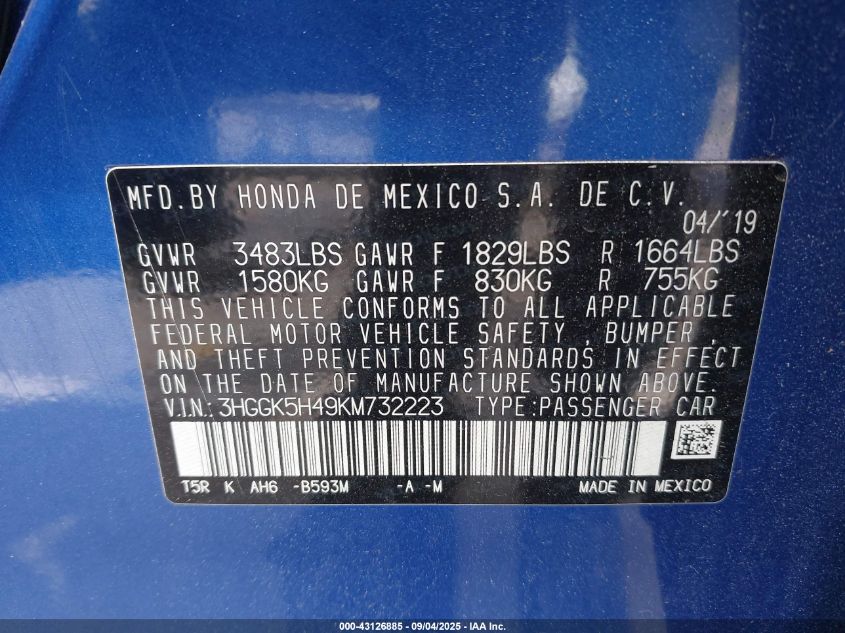 MFD.BY HONDA DE MEXICO S.A. DE C.V.
04/'19
GVWR 3483LBS GAWR F 1829LBS R 1664LBS
GVWR 1580KG GAWR F 830KG R 755KG
THIS VEHICLE CONFORMS TO ALL APPLICABLE
FEDERAL MOTOR VEHICLE SAFETY , BUMPER ,
AND THEFT PREVENTION STANDARDS IN EFFECT
ON THE DATE OF MANUFACTURE SHOWN ABOVE.
V.I.N.: 3HGGK5H49KM732223 TYPE:PASSENGER CAR
T5R K AH6 -B593M -A -M MADE IN MEXICO
000-43126885 - 09/04/2025 - IAA Inc.